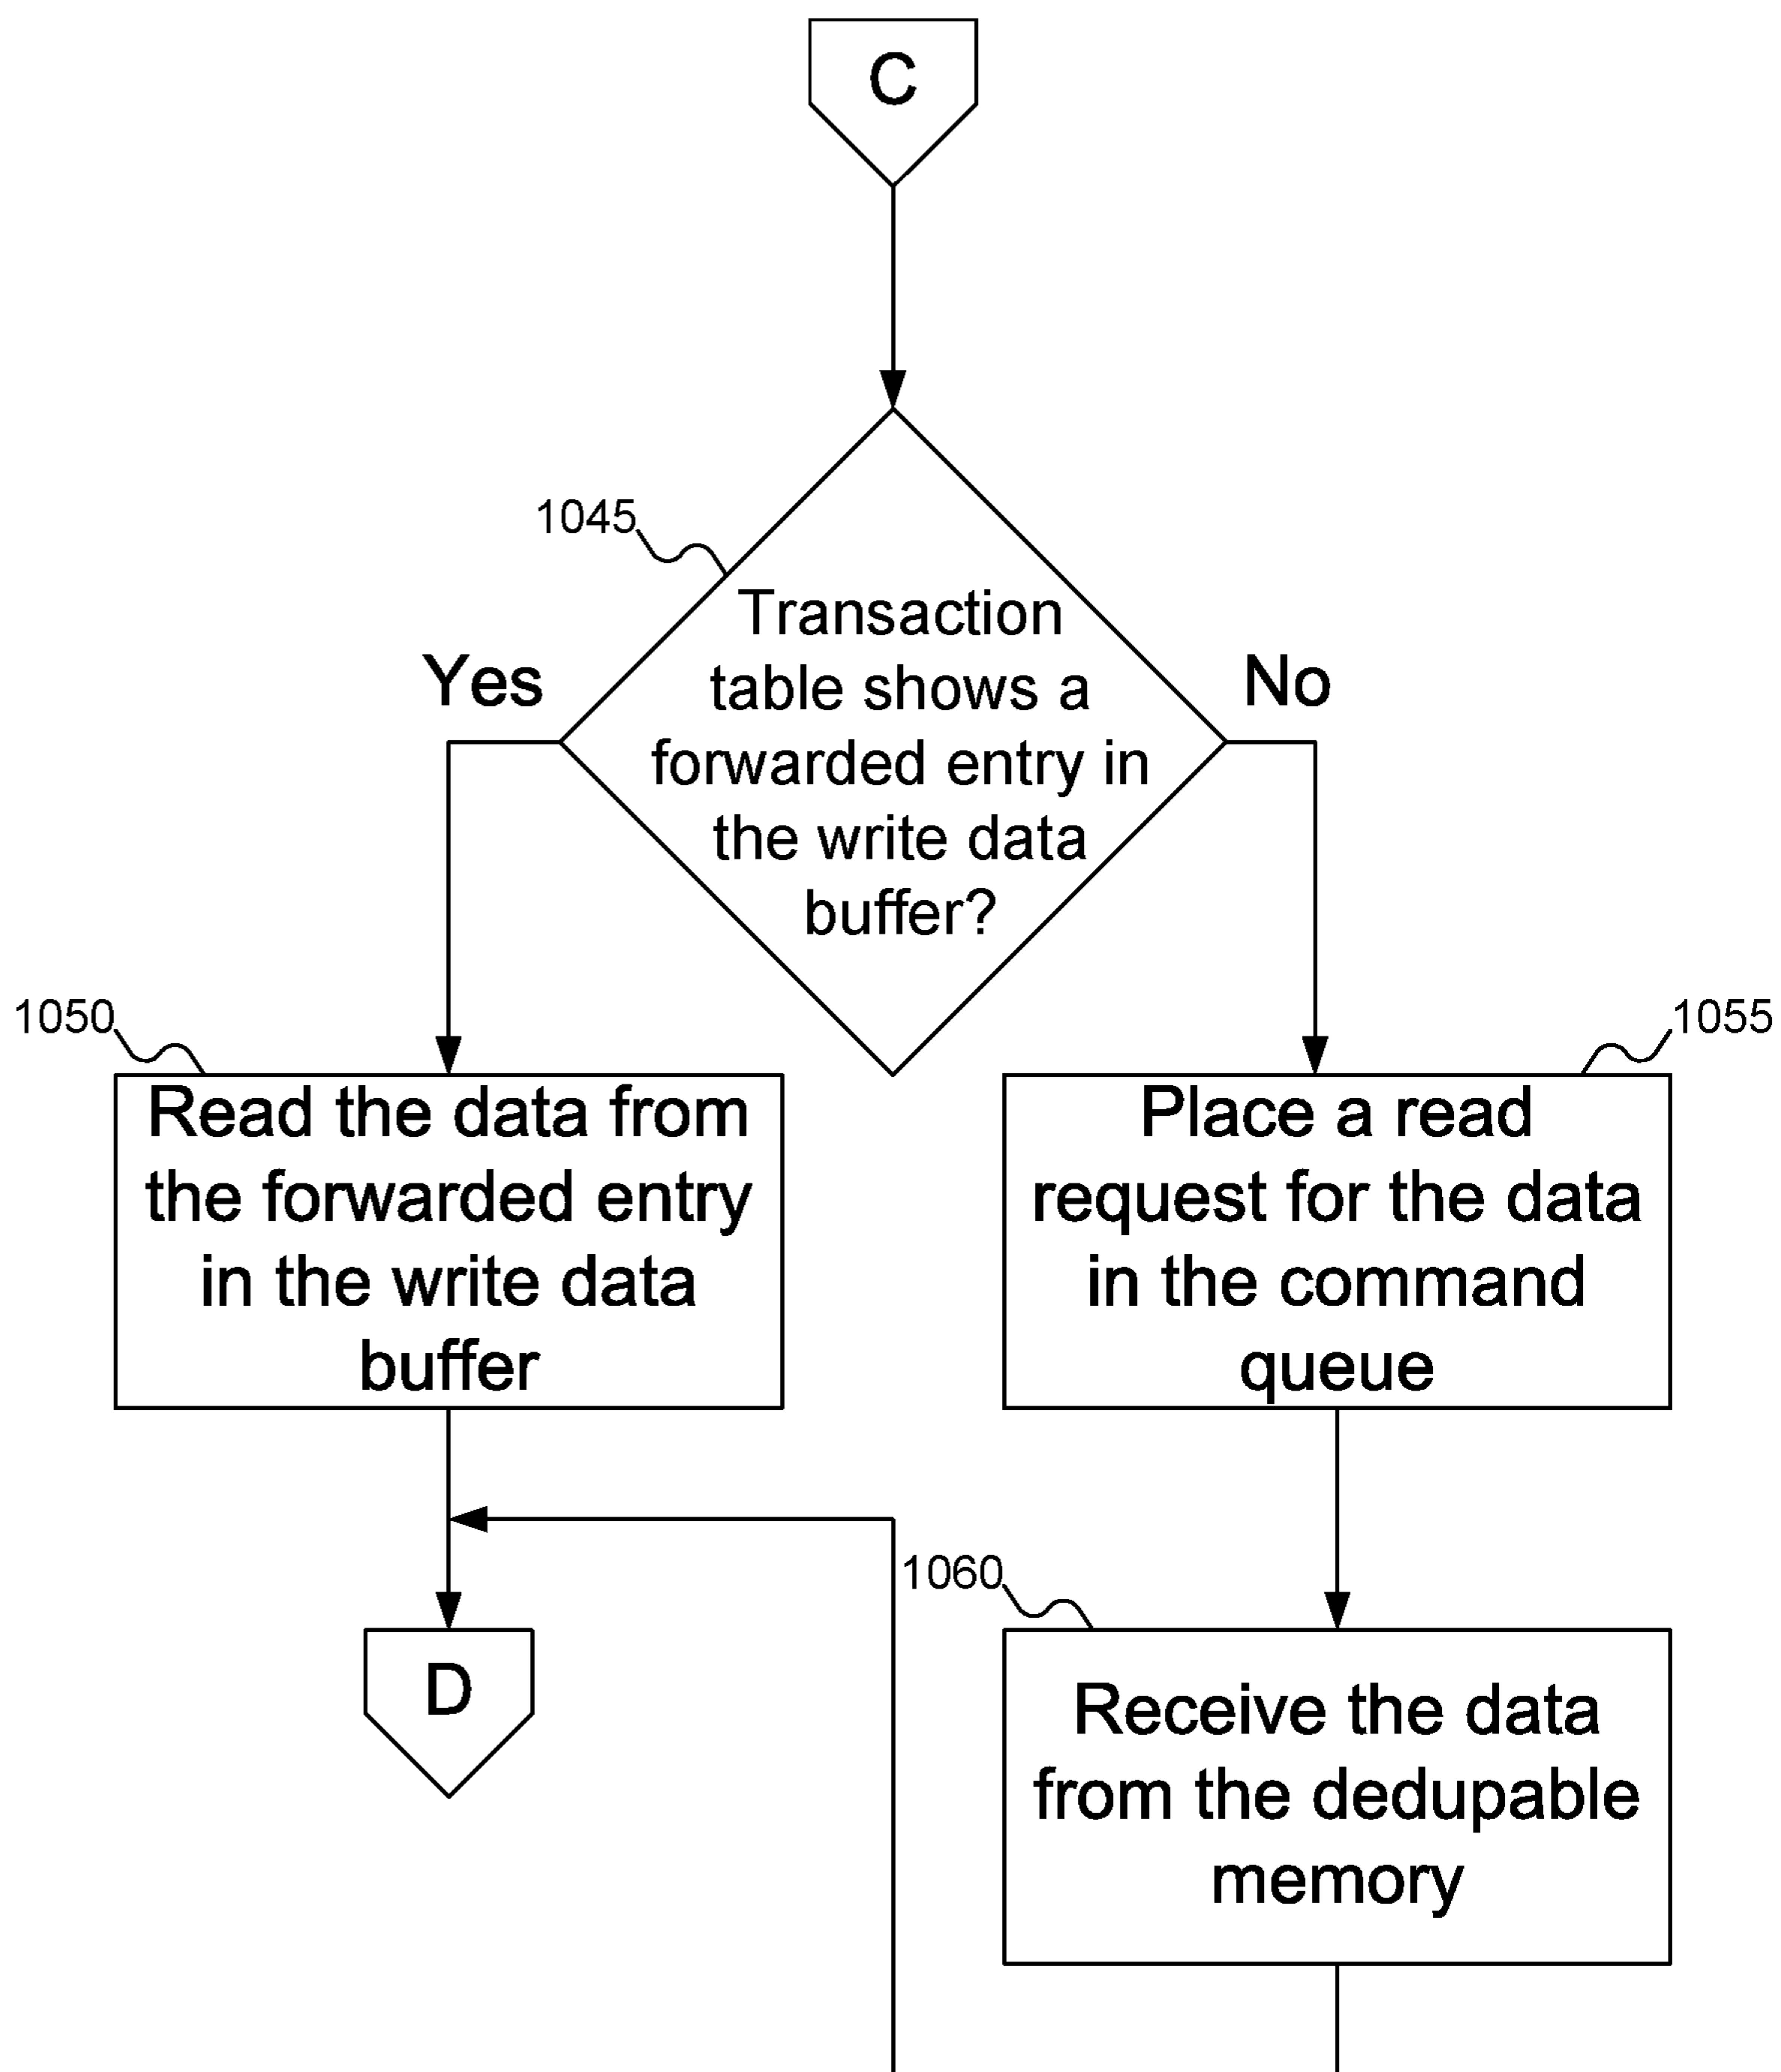 C
1045
Transaction
table shows a
forwarded entry in
the write data
buffer?
Yes
No
1050
Read the data from
the forwarded entry
in the write data
buffer
1055
Place a read
request for the data
in the command
queue
D
1060
Receive the data
from the dedupable
memory